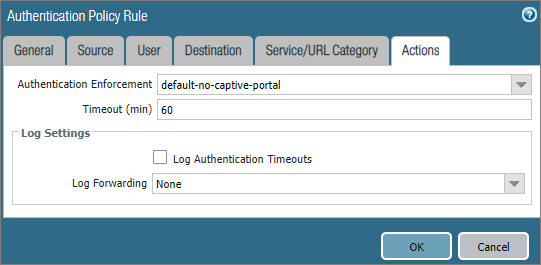 Authentication Policy Rule
General Source User Destination Service/URL Category Actions
Authentication Enforcement default-no-captive-portal
Timeout (min) 60
Log Settings
Log Authentication Timeouts
Log Forwarding None
OK Cancel